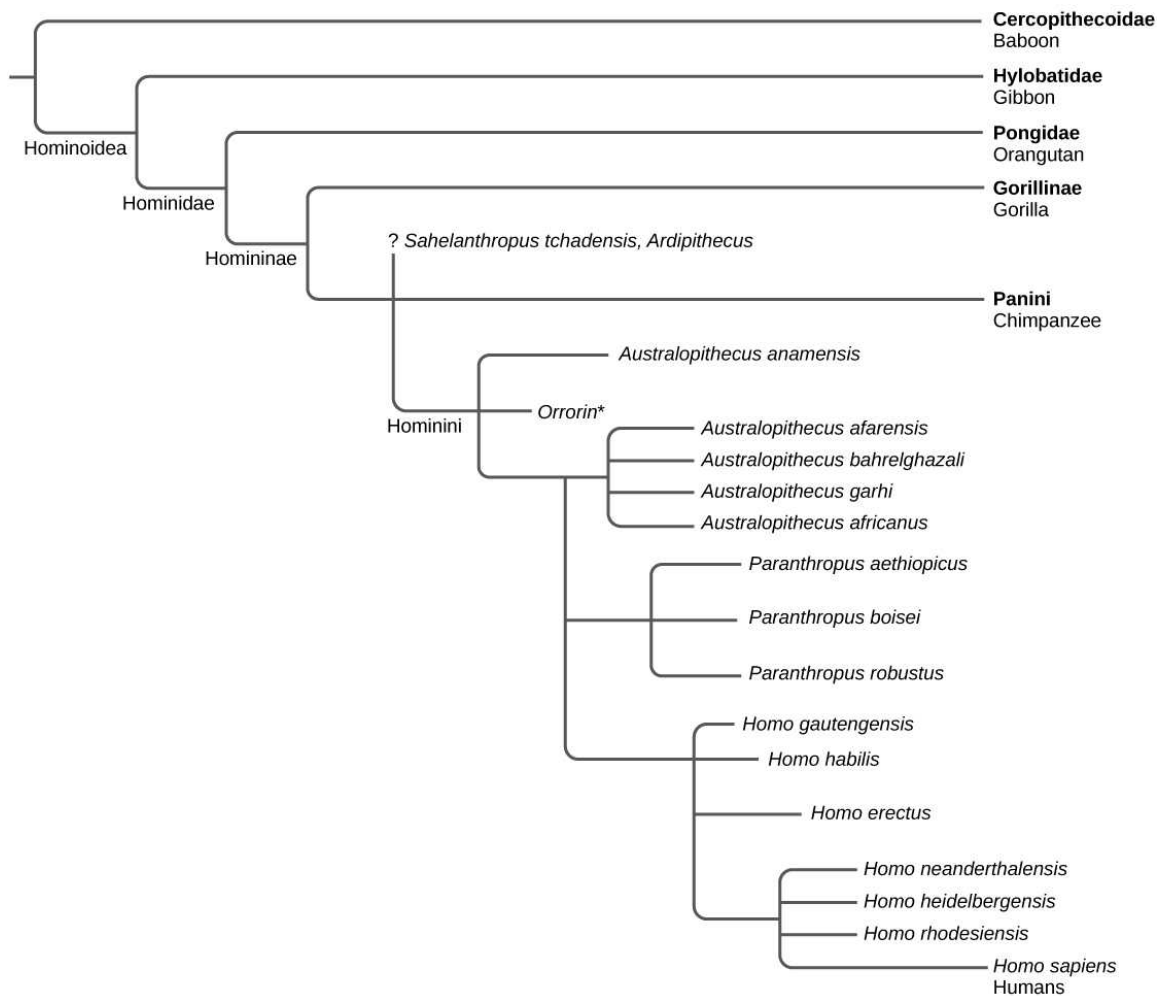 Cercopithecoidae
Baboon
Hylobatidae
Gibbon
Hominoidea
Pongidae
Orangutan
Hominidae
Gorillinae
Gorilla
? Sahelanthropus tchadensis, Ardipithecus
Homininae
Panini
Chimpanzee
Australopithecus anamensis
Orrorin*
Hominini
Australopithecus afarensis
Australopithecus bahrelghazali
Australopithecus garhi
Australopithecus africanus
Paranthropus aethiopicus
Paranthropus boisei
Paranthropus robustus
Homo gautengensis
Homo habilis
Homo erectus
Homo neanderthalensis
Homo heidelbergensis
Homo rhodesiensis
Homo sapiens
Humans